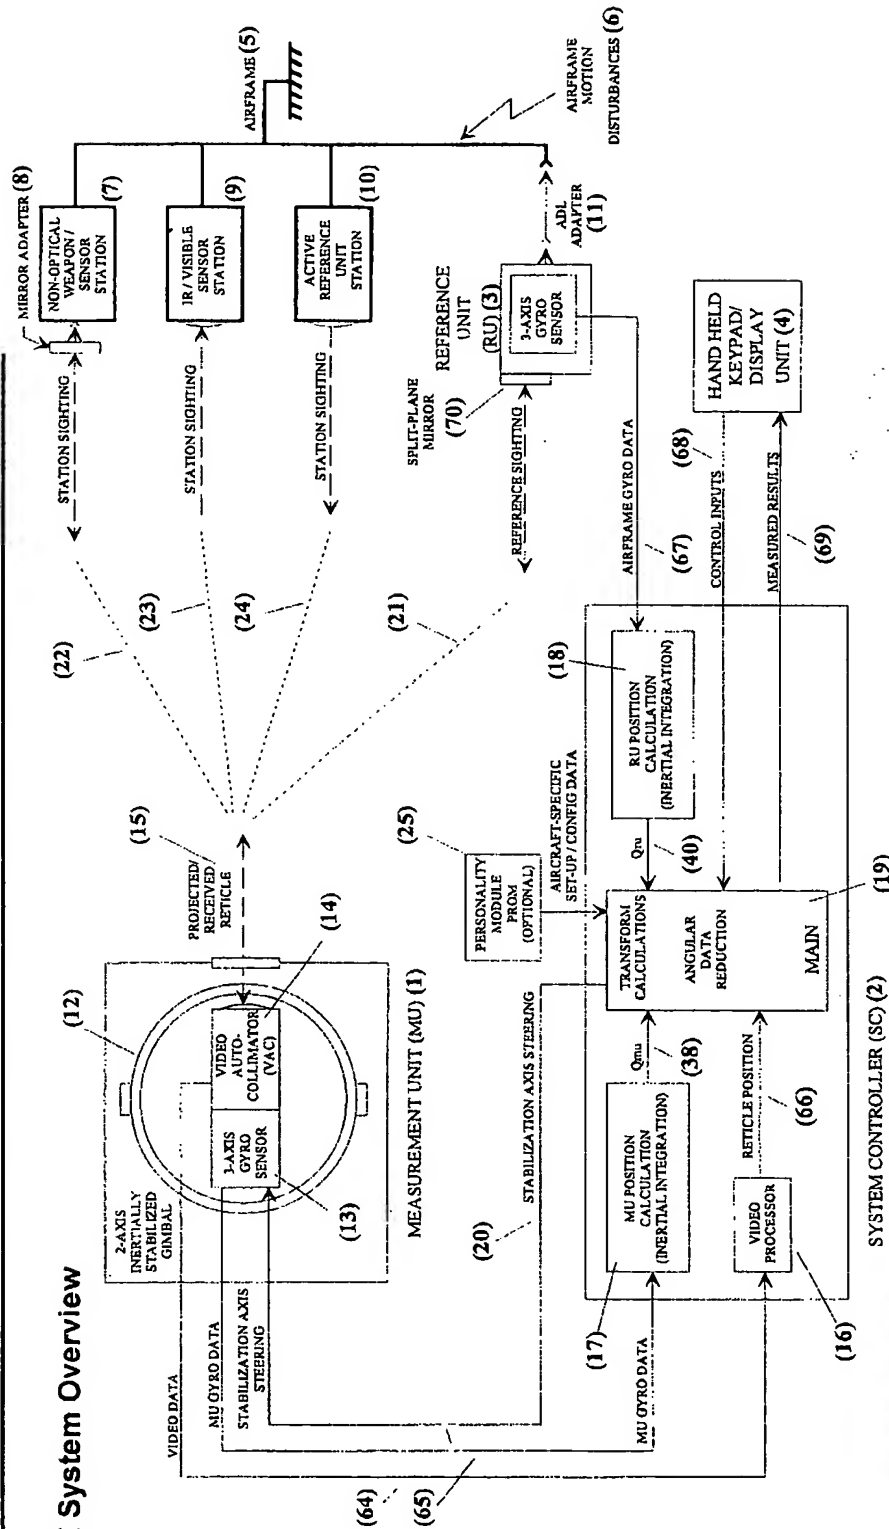 System Overview
2-AXIS
INERTIALLY
STABILIZED
GIMBAL
(12)
3-AXIS
GYRO
SENSOR
(13)
VIDEO
AUTO-
COLLIMATOR
(VAC)
(14)
MEASUREMENT UNIT (MU) (1)
PROJECTED/
RECEIVED
RETICLE
(15)
VIDEO DATA
MU GYRO DATA
STABILIZATION AXIS
STEERING
(64)
(65)
(20)
STABILIZATION AXIS STEERING
(22)
(23)
(24)
(21)
STATION SIGHTING
STATION SIGHTING
STATION SIGHTING
REFERENCE SIGHTING
MIRROR ADAPTER (8)
NON-OPTICAL
WEAPON /
SENSOR
STATION
(7)
IR / VISIBLE
SENSOR
STATION
(9)
ACTIVE
REFERENCE
UNIT
STATION
(10)
AIRFRAME (5)
AIRFRAME
MOTION
DISTURBANCES (6)
SPLIT-PLANE
MIRROR
(70)
REFERENCE
UNIT
(RU) (3)
3-AXIS
GYRO
SENSOR
ADL
ADAPTER
(11)
AIRFRAME GYRO DATA
(67)
CONTROL INPUTS
(68)
MEASURED RESULTS
(69)
HAND HELD
KEYPAD/
DISPLAY
UNIT (4)
(25)
PERSONALITY
MODULE
PROM
(OPTIONAL)
AIRCRAFT-SPECIFIC
SET-UP / CONFIG DATA
MU GYRO DATA
(17)
MU POSITION
CALCULATION
(INERTIAL INTEGRATION)
Qmu
(38)
VIDEO
PROCESSOR
(16)
RETICLE POSITION
(66)
TRANSFORM
CALCULATIONS
ANGULAR
DATA
REDUCTION
MAIN
(19)
RU POSITION
CALCULATION
(INERTIAL INTEGRATION)
(18)
Qru
(40)
SYSTEM CONTROLLER (SC) (2)